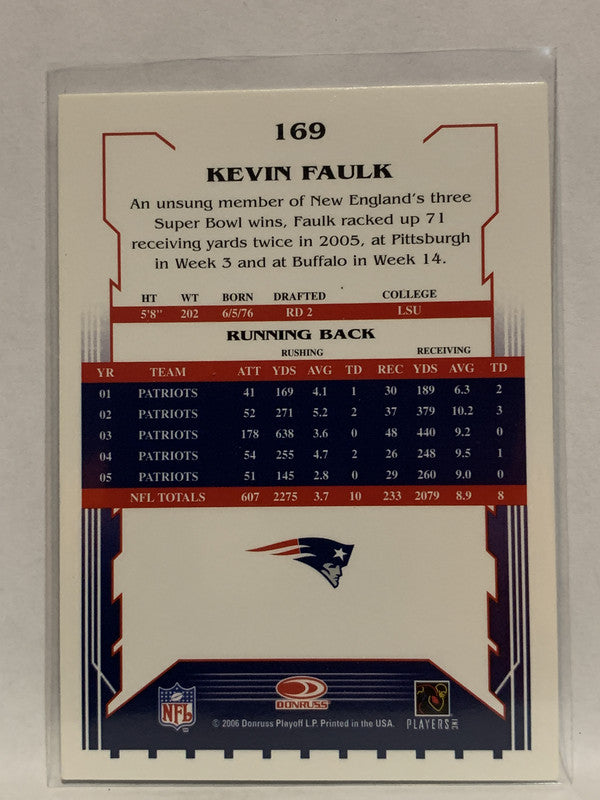 169
KEVIN FAULK
An unsung member of New England's three
Super Bowl wins, Faulk racked up 71
receiving yards twice in 2005, at Pittsburgh
in Week 3 and at Buffalo in Week 14.
HT WT BORN DRAFTED COLLEGE
5'8" 202 6/5/76 RD 2 LSU
RUNNING BACK
RUSHING RECEIVING
YR TEAM ATT YDS AVG TD REC YDS AVG TD
01 PATRIOTS 41 169 4.1 1 30 189 6.3 2
02 PATRIOTS 52 271 5.2 2 37 379 10.2 3
03 PATRIOTS 178 638 3.6 0 48 440 9.2 0
04 PATRIOTS 54 255 4.7 2 26 248 9.5 1
05 PATRIOTS 51 145 2.8 0 29 260 9.0 0
NFL TOTALS 607 2275 3.7 10 233 2079 8.9 8
NFL
DONRUSS
PLAYERS INC
© 2006 Donruss Playoff L.P. Printed in the USA.